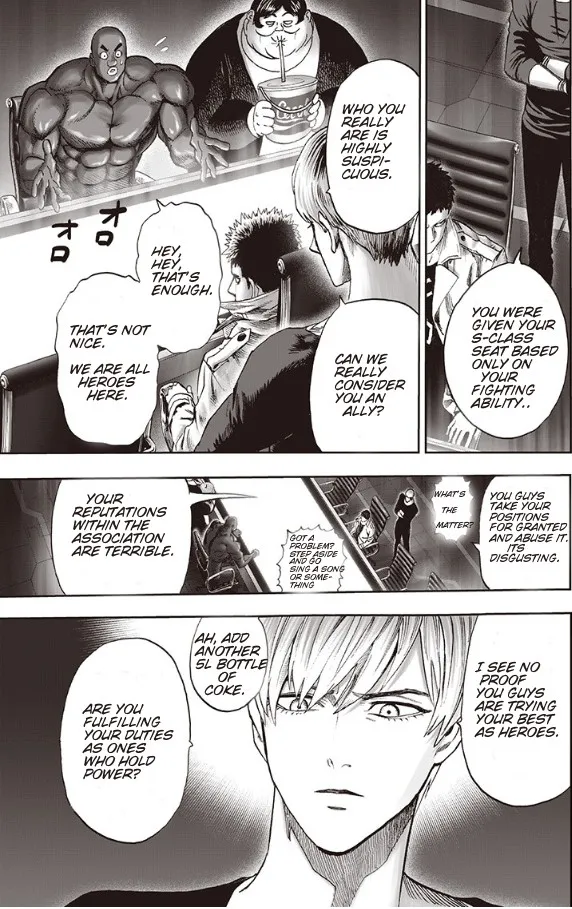 YOU WERE
GIVEN YOUR
S-CLASS
SEAT BASED
ONLY ON
YOUR
FIGHTING
ABILITY..
WHO YOU
REALLY
ARE IS
HIGHLY
SUSPI-
CUOUS.
CAN WE
REALLY
CONSIDER
YOU AN
ALLY?
HEY,
HEY,
THAT'S
ENOUGH.
THAT'S NOT
NICE.
WE ARE ALL
HEROES
HERE.
オロ
オロ
YOU GUYS
TAKE YOUR
POSITIONS
FOR GRANTED
AND ABUSE IT.
ITS
DISGUSTING.
WHAT'S
THE
MATTER?
GOT A
PROBLEM?
STEP ASIDE
AND GO
SING A SONG
OR SOME-
THING
YOUR
REPUTATIONS
WITHIN THE
ASSOCIATION
ARE TERRIBLE.
I SEE NO
PROOF
YOU GUYS
ARE TRYING
YOUR BEST
AS HEROES.
AH, ADD
ANOTHER
5L BOTTLE
OF
COKE.
ARE YOU
FULFILLING
YOUR DUTIES
AS ONES
WHO HOLD
POWER?